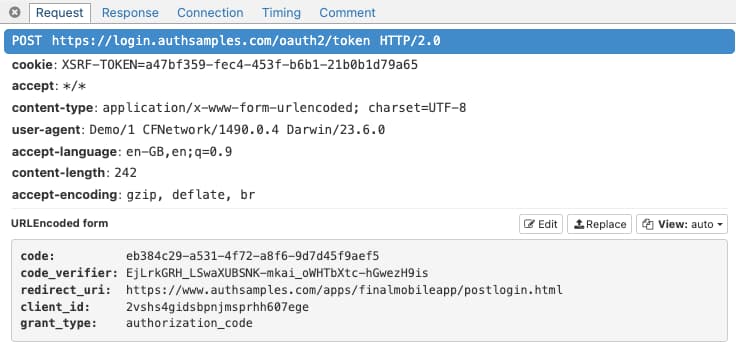 Request Response Connection Timing Comment
POST https://login.authsamples.com/oauth2/token HTTP/2.0
cookie: XSRF-TOKEN=a47bf359-fec4-453f-b6b1-21b0b1d79a65
accept: */*
content-type: application/x-www-form-urlencoded; charset=UTF-8
user-agent: Demo/1 CFNetwork/1490.0.4 Darwin/23.6.0
accept-language: en-GB,en;q=0.9
content-length: 242
accept-encoding: gzip, deflate, br
URLEncoded form Edit Replace View: auto
code: eb384c29-a531-4f72-a8f6-9d7d45f9aef5
code_verifier: EjLrkGRH_LSwaXUBSNK-mkai_oWHTbXtc-hGwezH9is
redirect_uri: https://www.authsamples.com/apps/finalmobileapp/postlogin.html
client_id: 2vshs4gidsbpnjmsprhh607ege
grant_type: authorization_code